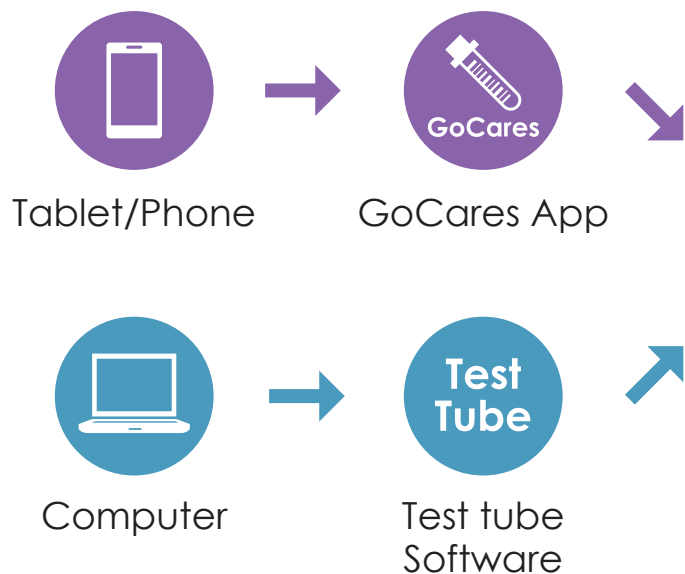 GoCares
Tablet/Phone
GoCares App
Test
Tube
Computer
Test tube
Software